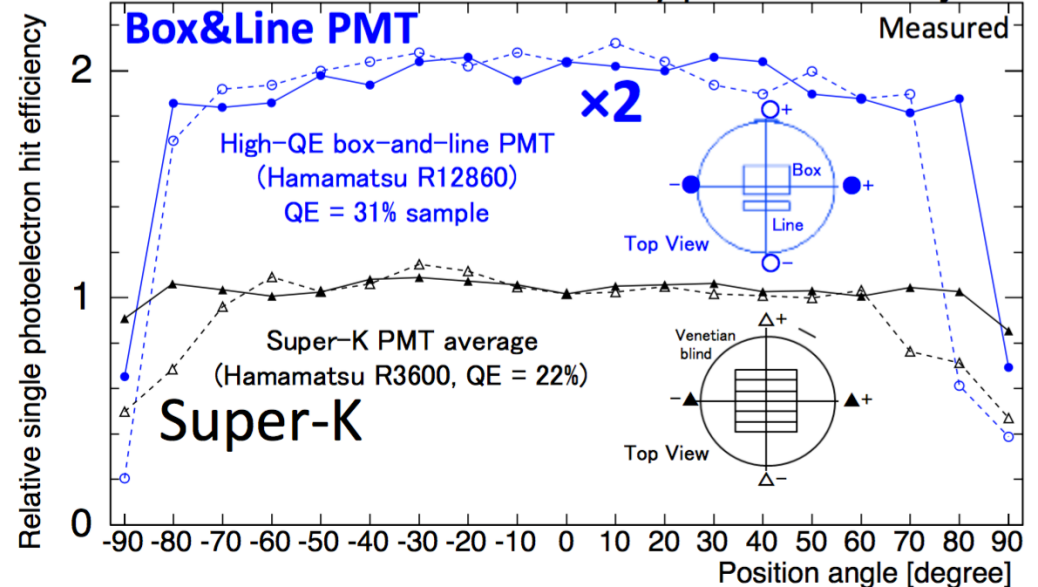 Box&Line PMT
Measured
×2
High-QE box-and-line PMT
(Hamamatsu R12860)
QE = 31% sample
+
Box
- +
Line
Top View
-
Super-K PMT average
(Hamamatsu R3600, QE = 22%)
Super-K
+
Venetian
blind
- +
Top View
-
Relative single photoelectron hit efficiency
2
1
0
-90 -80 -70 -60 -50 -40 -30 -20 -10 0 10 20 30 40 50 60 70 80 90
Position angle [degree]